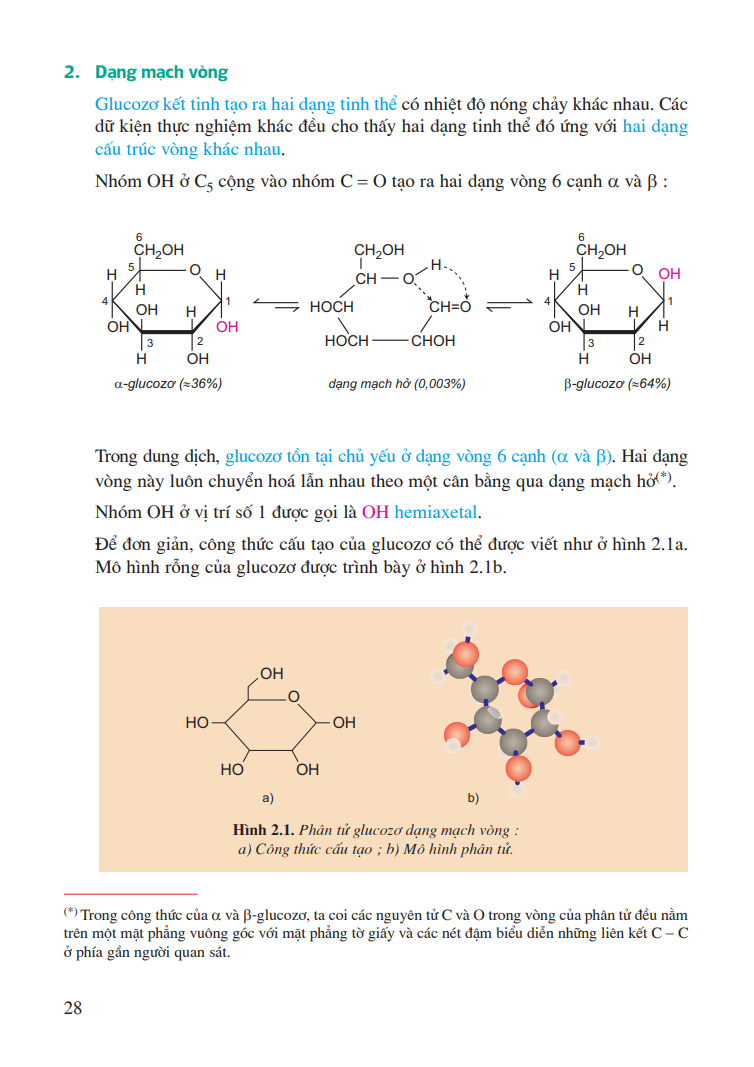 2. Dạng mạch vòng
Glucozơ kết tinh tạo ra hai dạng tinh thể có nhiệt độ nóng chảy khác nhau. Các
dữ kiện thực nghiệm khác đều cho thấy hai dạng tinh thể đó ứng với hai dạng
cấu trúc vòng khác nhau.
Nhóm OH ở C₅ cộng vào nhóm C = O tạo ra hai dạng vòng 6 cạnh α và β :
6
CH₂OH
5
H
O
H
H
4
OH
H
1
OH
OH
3
2
H
OH
α-glucozơ (≈36%)
CH₂OH
H
CH
O
HOCH
CH=O
HOCH
CHOH
dạng mạch hở (0,003%)
6
CH₂OH
5
H
O
OH
H
4
OH
H
1
OH
H
3
2
H
OH
β-glucozơ (≈64%)
Trong dung dịch, glucozơ tồn tại chủ yếu ở dạng vòng 6 cạnh (α và β). Hai dạng
vòng này luôn chuyển hoá lẫn nhau theo một cân bằng qua dạng mạch hở(*).
Nhóm OH ở vị trí số 1 được gọi là OH hemiaxetal.
Để đơn giản, công thức cấu tạo của glucozơ có thể được viết như ở hình 2.1a.
Mô hình rỗng của glucozơ được trình bày ở hình 2.1b.
OH
O
HO
OH
HO
OH
a)
b)
Hình 2.1. Phân tử glucozơ dạng mạch vòng :
a) Công thức cấu tạo ; b) Mô hình phân tử.
(*) Trong công thức của α và β-glucozơ, ta coi các nguyên tử C và O trong vòng của phân tử đều nằm
trên một mặt phẳng vuông góc với mặt phẳng tờ giấy và các nét đậm biểu diễn những liên kết C – C
ở phía gần người quan sát.
28